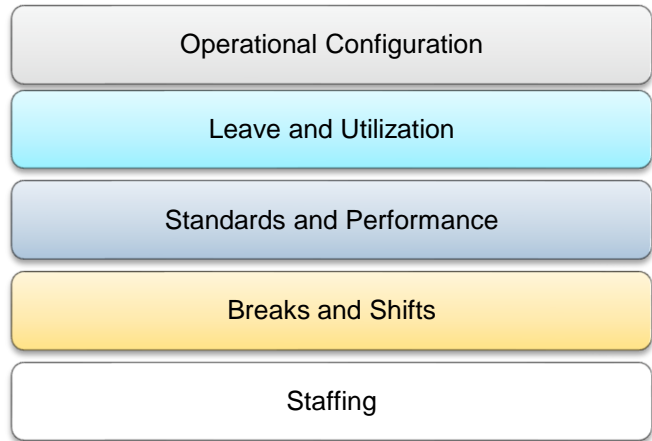 Operational Configuration
Leave and Utilization
Standards and Performance
Breaks and Shifts
Staffing